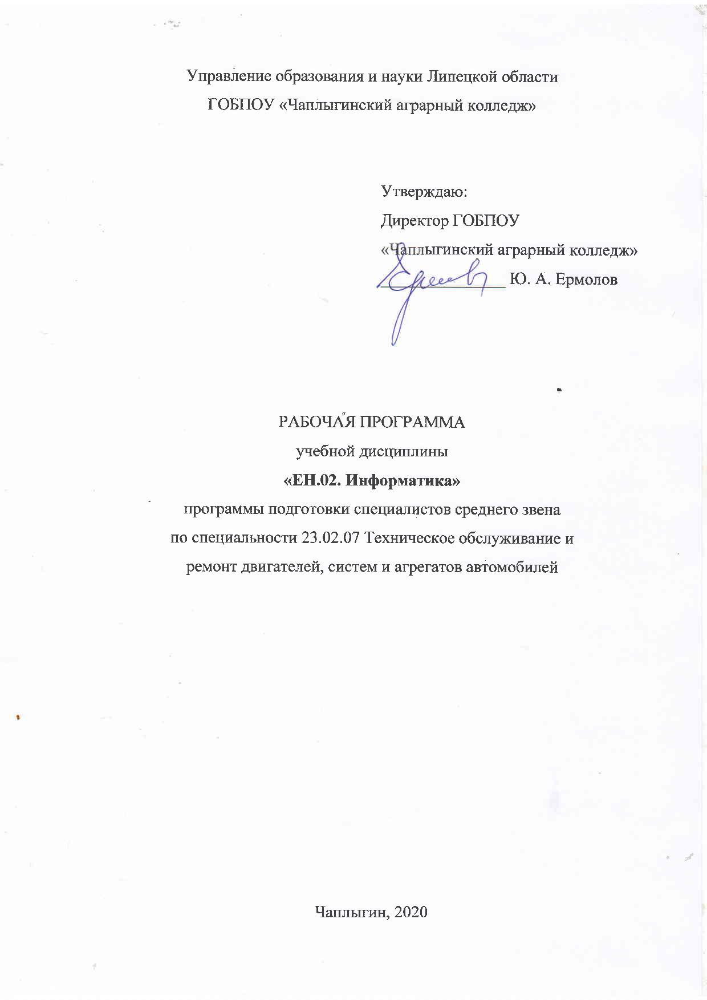 Управление образования и науки Липецкой области
ГОБПОУ «Чаплыгинский аграрный колледж»
Утверждаю:
Директор ГОБПОУ
«Чаплыгинский аграрный колледж»
Ю. А. Ермолов
РАБОЧАЯ ПРОГРАММА
учебной дисциплины
«ЕН.02. Информатика»
программы подготовки специалистов среднего звена
по специальности 23.02.07 Техническое обслуживание и
ремонт двигателей, систем и агрегатов автомобилей
Чаплыгин, 2020